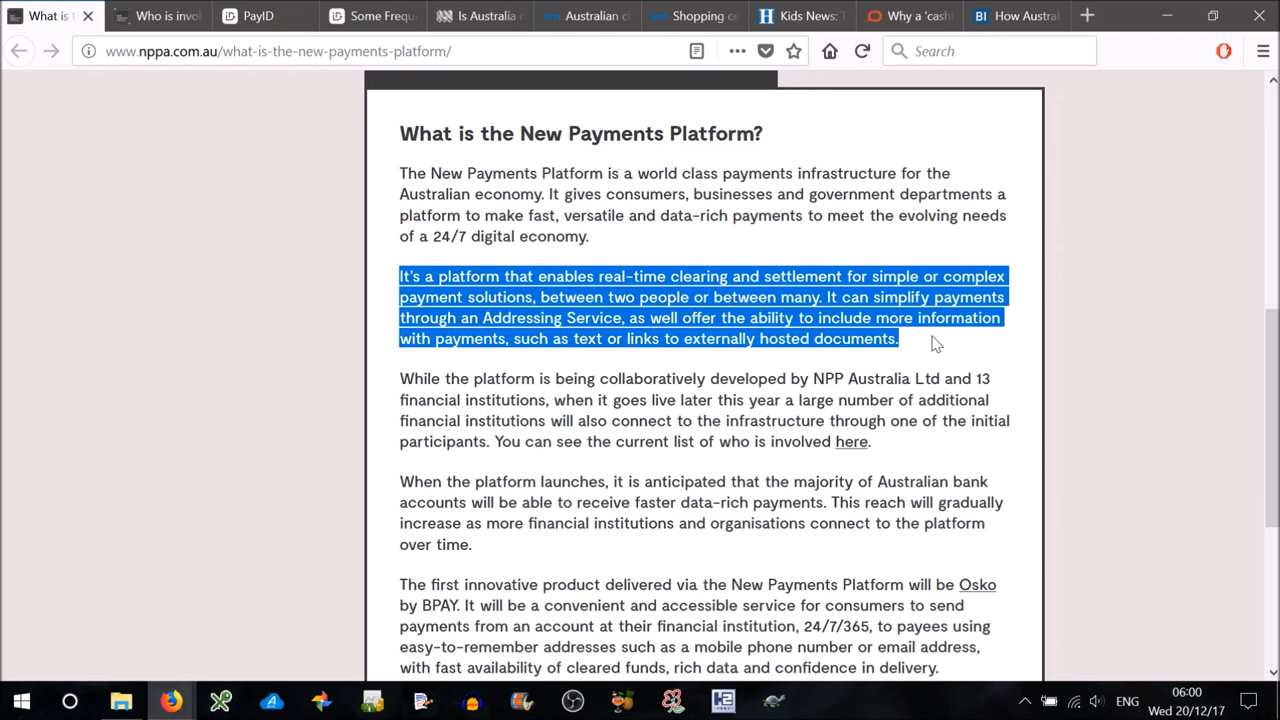 What is t
Who is invol
PayID
Some Frequ
Is Australia c
Australian ci
Shopping ce
Kids News: T
Why a 'cashl
How Austral
www.nppa.com.au/what-is-the-new-payments-platform/
Search
What is the New Payments Platform?
The New Payments Platform is a world class payments infrastructure for the
Australian economy. It gives consumers, businesses and government departments a
platform to make fast, versatile and data-rich payments to meet the evolving needs
of a 24/7 digital economy.
It's a platform that enables real-time clearing and settlement for simple or complex
payment solutions, between two people or between many. It can simplify payments
through an Addressing Service, as well offer the ability to include more information
with payments, such as text or links to externally hosted documents.
While the platform is being collaboratively developed by NPP Australia Ltd and 13
financial institutions, when it goes live later this year a large number of additional
financial institutions will also connect to the infrastructure through one of the initial
participants. You can see the current list of who is involved here.
When the platform launches, it is anticipated that the majority of Australian bank
accounts will be able to receive faster data-rich payments. This reach will gradually
increase as more financial institutions and organisations connect to the platform
over time.
The first innovative product delivered via the New Payments Platform will be Osko
by BPAY. It will be a convenient and accessible service for consumers to send
payments from an account at their financial institution, 24/7/365, to payees using
easy-to-remember addresses such as a mobile phone number or email address,
with fast availability of cleared funds, rich data and confidence in delivery.
ENG
06:00
Wed 20/12/17